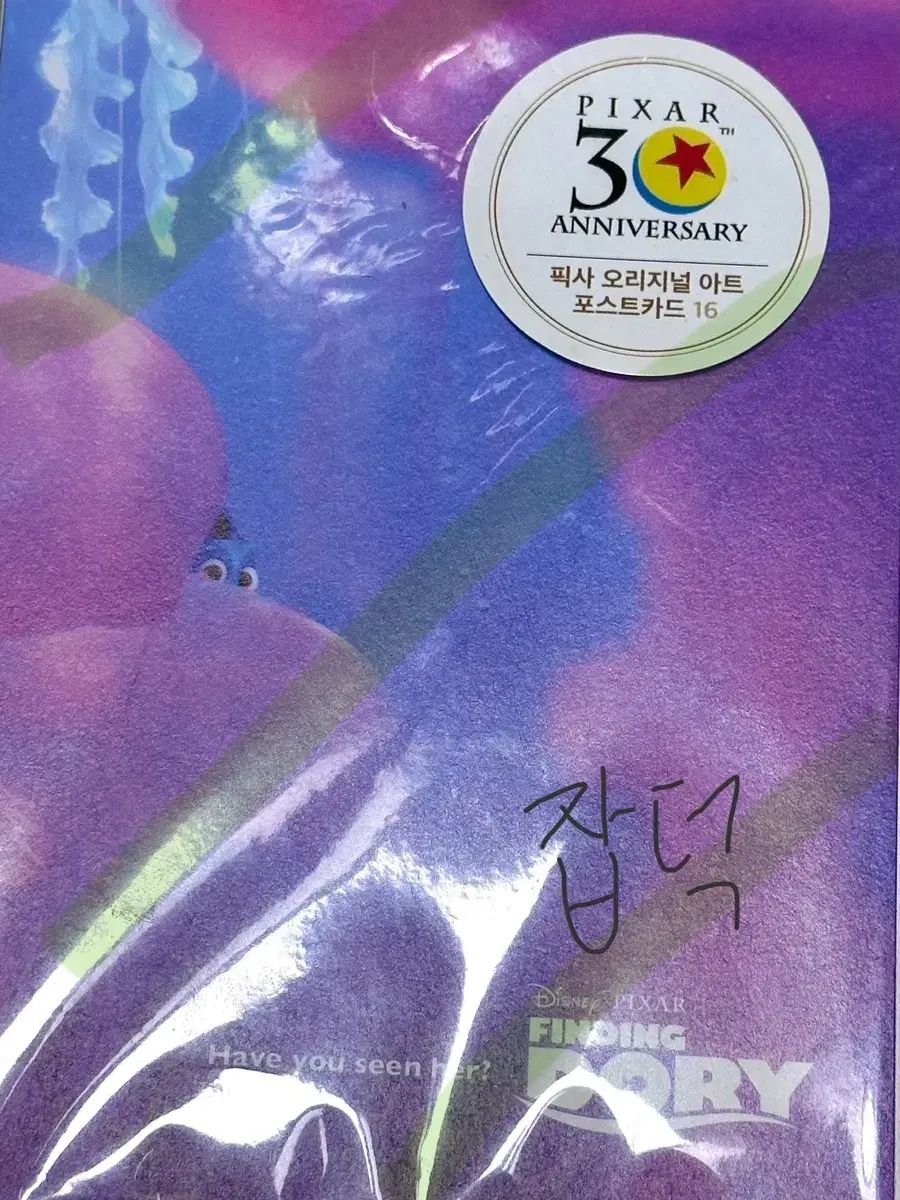 PIXAR
30TH
ANNIVERSARY
픽사 오리지널 아트
포스트카드 16
잡덕
DISNEY·PIXAR
FINDING
DORY
Have you seen her?